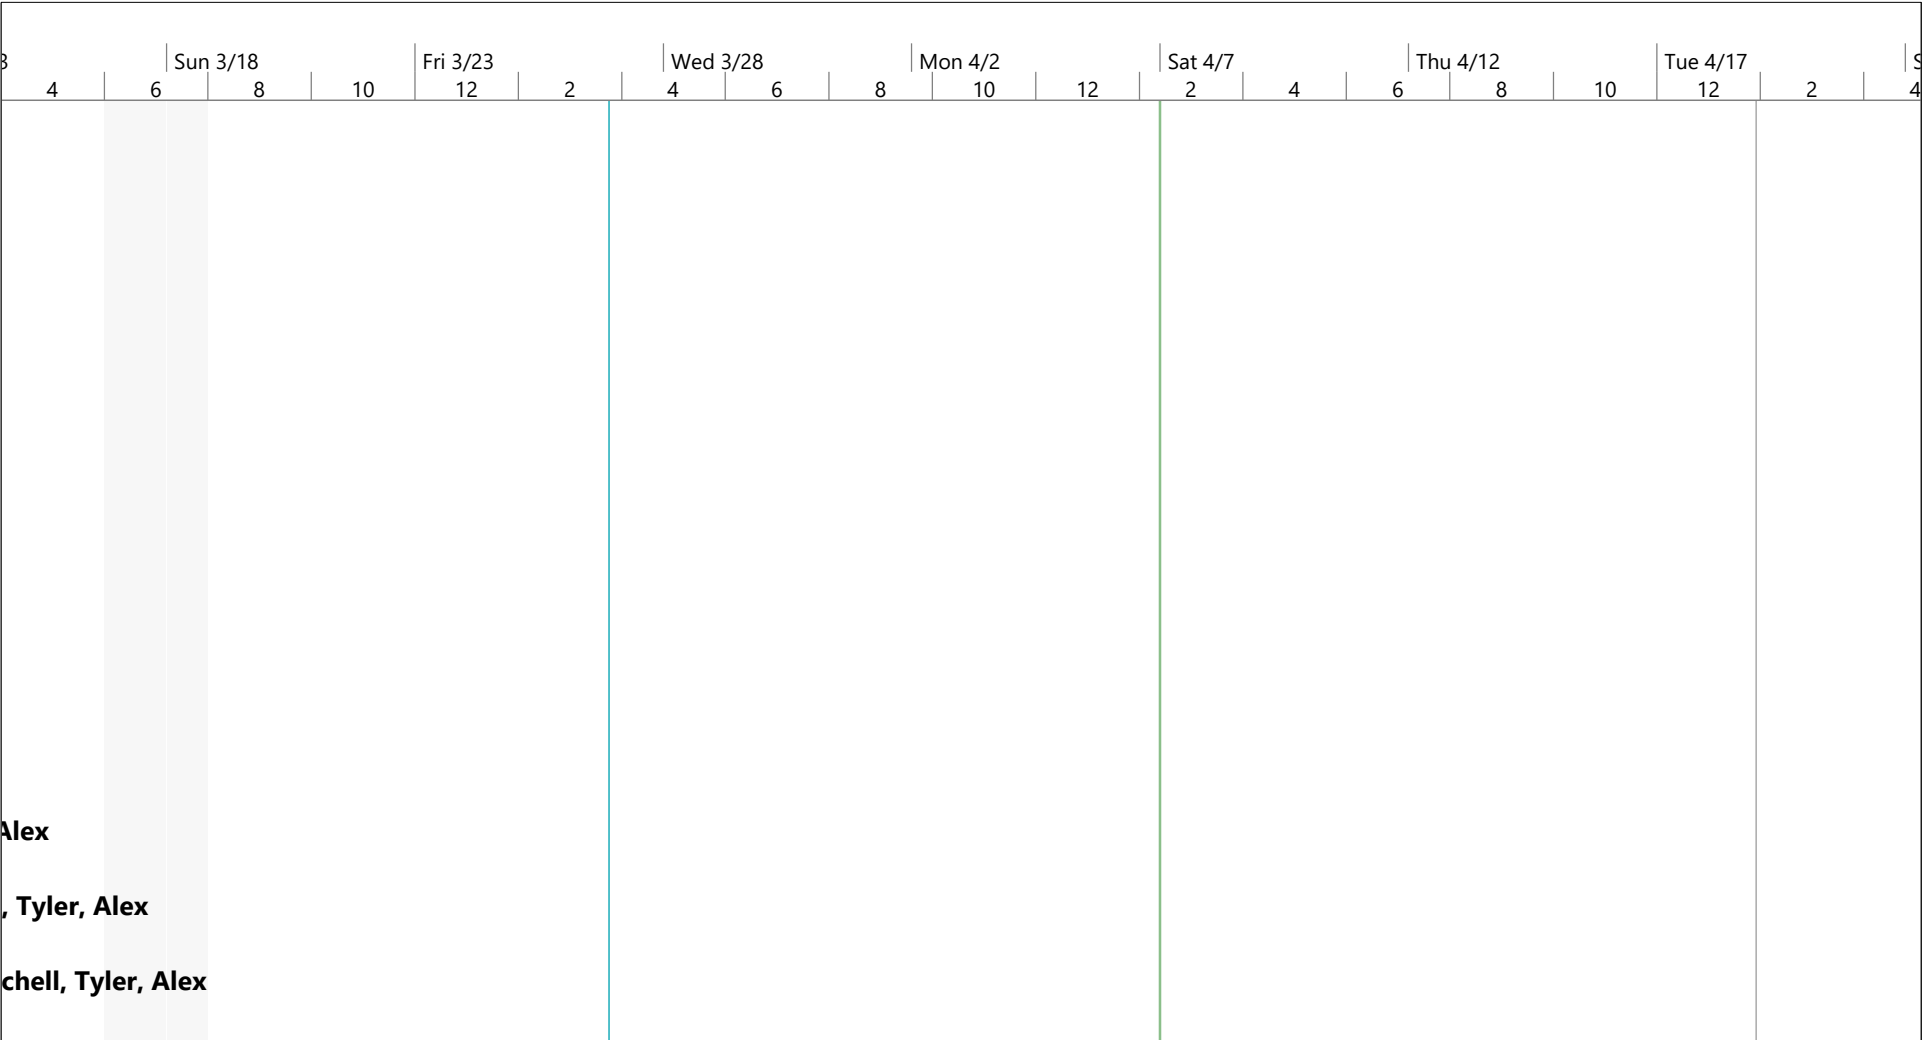 3 Sun 3/18 Fri 3/23 Wed 3/28 Mon 4/2 Sat 4/7 Thu 4/12 Tue 4/17 S
4 6 8 10 12 2 4 6 8 10 12 2 4 6 8 10 12 2 4
Alex
, Tyler, Alex
chell, Tyler, Alex